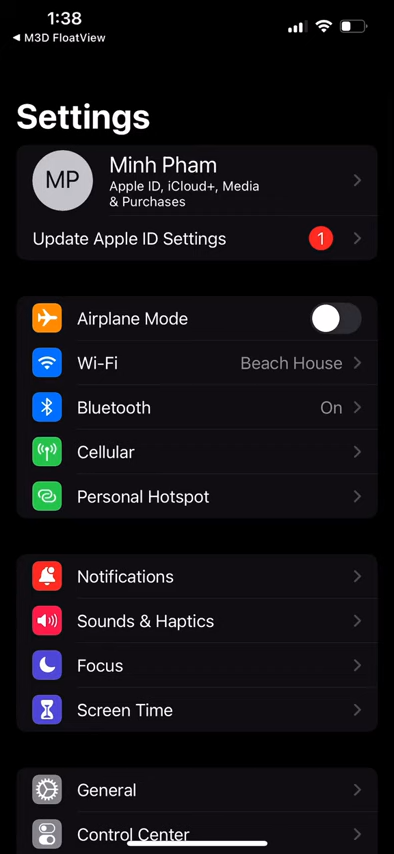 1:38
◀ M3D FloatView
Settings
MP
Minh Pham
Apple ID, iCloud+, Media
& Purchases
Update Apple ID Settings 1
Airplane Mode
Wi-Fi Beach House
Bluetooth On
Cellular
Personal Hotspot
Notifications
Sounds & Haptics
Focus
Screen Time
General
Control Center